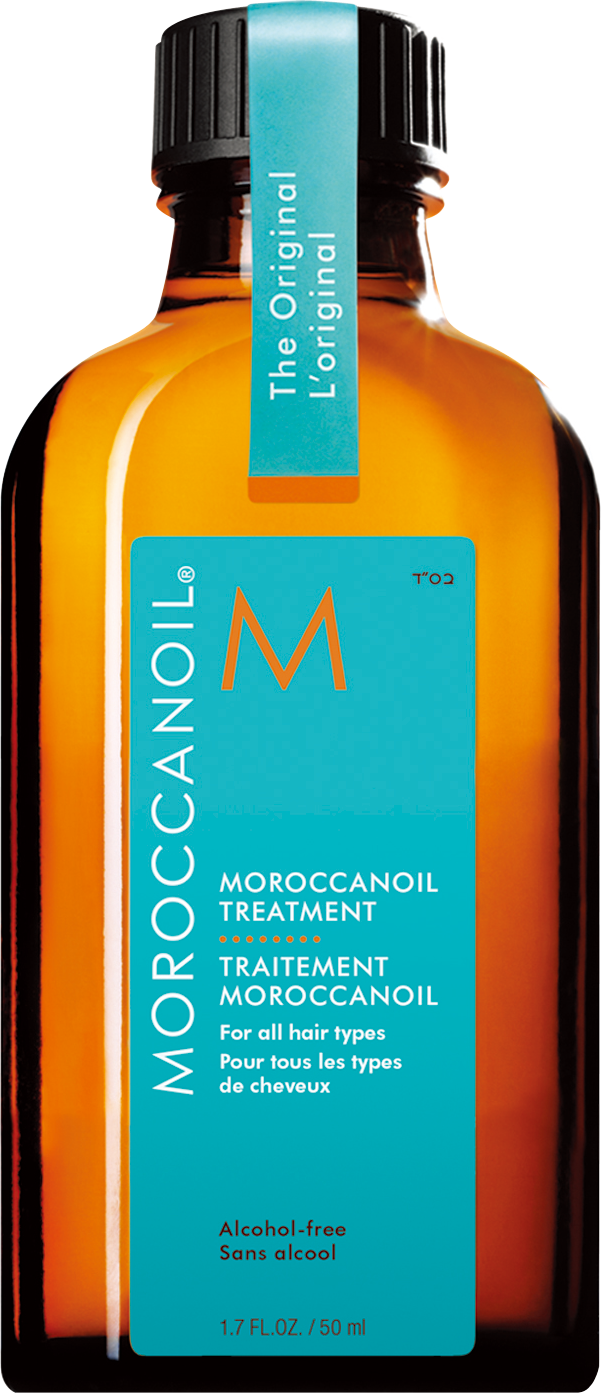 The Original
L'original
בס"ד
M
MOROCCANOIL®
MOROCCANOIL
TREATMENT
TRAITEMENT
MOROCCANOIL
For all hair types
Pour tous les types
de cheveux
Alcohol-free
Sans alcool
1.7 FL.OZ. / 50 ml